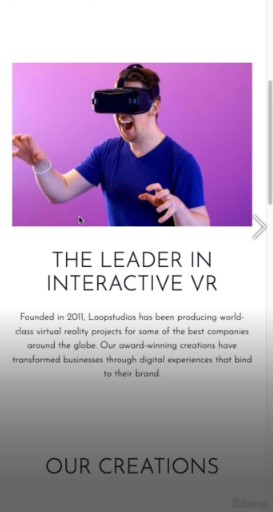 THE LEADER IN
INTERACTIVE VR
Founded in 2011, Loopstudios has been producing world-
class virtual reality projects for some of the best companies
around the globe. Our award-winning creations have
transformed businesses through digital experiences that bind
to their brand.
OUR CREATIONS